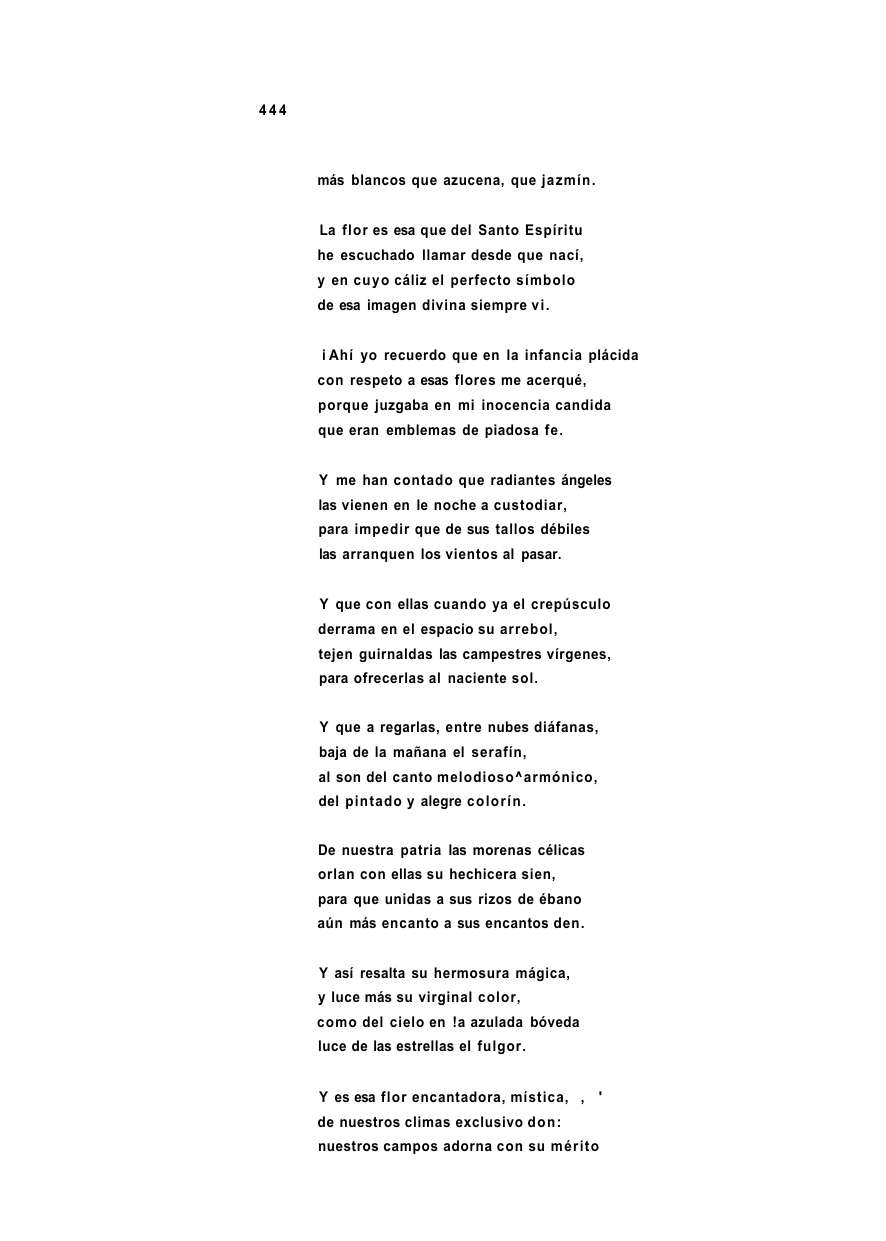 444
más blancos que azucena, que jazmín.
La flor es esa que del Santo Espíritu
he escuchado llamar desde que nací,
y en cuyo cáliz el perfecto símbolo
de esa imagen divina siempre vi.
¡Ahí yo recuerdo que en la infancia plácida
con respeto a esas flores me acerqué,
porque juzgaba en mi inocencia candida
que eran emblemas de piadosa fe.
Y me han contado que radiantes ángeles
las vienen en le noche a custodiar,
para impedir que de sus tallos débiles
las arranquen los vientos al pasar.
Y que con ellas cuando ya el crepúsculo
derrama en el espacio su arrebol,
tejen guirnaldas las campestres vírgenes,
para ofrecerlas al naciente sol.
Y que a regarlas, entre nubes diáfanas,
baja de la mañana el serafín,
al son del canto melodioso^armónico,
del pintado y alegre colorín.
De nuestra patria las morenas célicas
orlan con ellas su hechicera sien,
para que unidas a sus rizos de ébano
aún más encanto a sus encantos den.
Y así resalta su hermosura mágica,
y luce más su virginal color,
como del cielo en !a azulada bóveda
luce de las estrellas el fulgor.
Y es esa flor encantadora, mística, , '
de nuestros climas exclusivo don:
nuestros campos adorna con su mérito